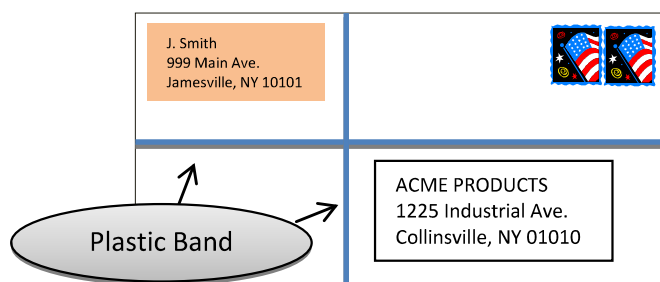 J. Smith
999 Main Ave.
Jamesville, NY 10101
ACME PRODUCTS
1225 Industrial Ave.
Collinsville, NY 01010
Plastic Band